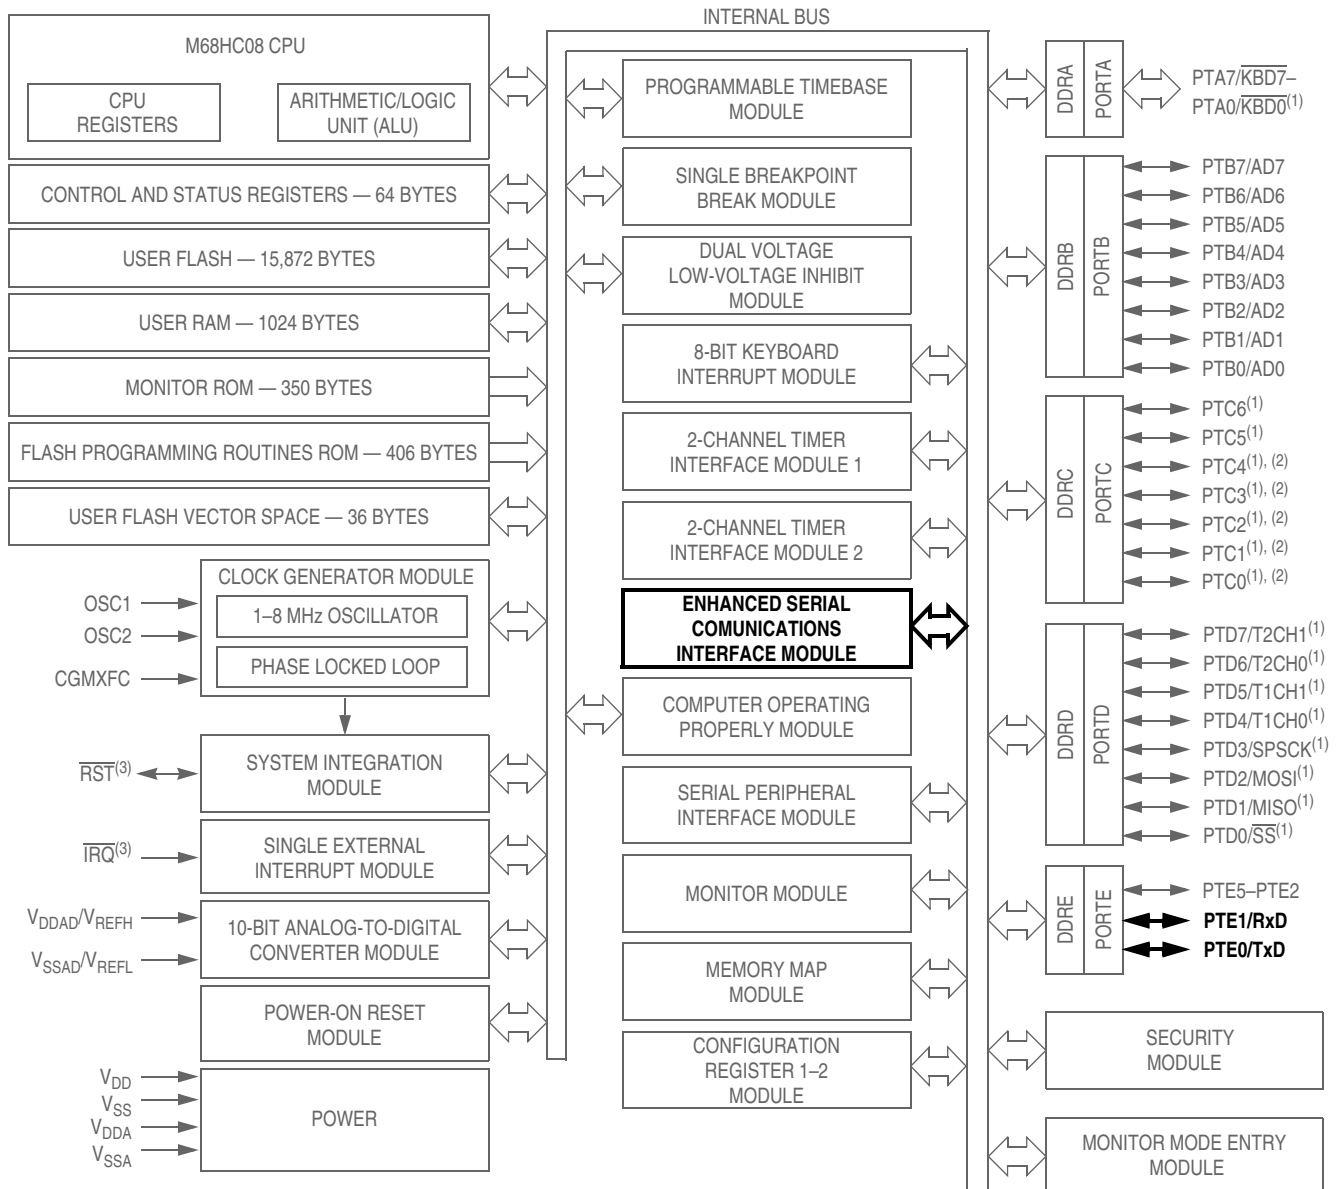 INTERNAL BUS
M68HC08 CPU
CPU
REGISTERS
ARITHMETIC/LOGIC
UNIT (ALU)
CONTROL AND STATUS REGISTERS — 64 BYTES
USER FLASH — 15,872 BYTES
USER RAM — 1024 BYTES
MONITOR ROM — 350 BYTES
FLASH PROGRAMMING ROUTINES ROM — 406 BYTES
USER FLASH VECTOR SPACE — 36 BYTES
CLOCK GENERATOR MODULE
1–8 MHz OSCILLATOR
PHASE LOCKED LOOP
OSC1
OSC2
CGMXFC
SYSTEM INTEGRATION
MODULE
RST(3)
SINGLE EXTERNAL
INTERRUPT MODULE
IRQ(3)
10-BIT ANALOG-TO-DIGITAL
CONVERTER MODULE
VDDAD/VREFH
VSSAD/VREFL
POWER-ON RESET
MODULE
POWER
VDD
VSS
VDDA
VSSA
PROGRAMMABLE TIMEBASE
MODULE
SINGLE BREAKPOINT
BREAK MODULE
DUAL VOLTAGE
LOW-VOLTAGE INHIBIT
MODULE
8-BIT KEYBOARD
INTERRUPT MODULE
2-CHANNEL TIMER
INTERFACE MODULE 1
2-CHANNEL TIMER
INTERFACE MODULE 2
ENHANCED SERIAL
COMUNICATIONS
INTERFACE MODULE
COMPUTER OPERATING
PROPERLY MODULE
SERIAL PERIPHERAL
INTERFACE MODULE
MONITOR MODULE
MEMORY MAP
MODULE
CONFIGURATION
REGISTER 1–2
MODULE
DDRA
PORTA
PTA7/KBD7–
PTA0/KBD0(1)
DDRB
PORTB
PTB7/AD7
PTB6/AD6
PTB5/AD5
PTB4/AD4
PTB3/AD3
PTB2/AD2
PTB1/AD1
PTB0/AD0
DDRC
PORTC
PTC6(1)
PTC5(1)
PTC4(1), (2)
PTC3(1), (2)
PTC2(1), (2)
PTC1(1), (2)
PTC0(1), (2)
DDRD
PORTD
PTD7/T2CH1(1)
PTD6/T2CH0(1)
PTD5/T1CH1(1)
PTD4/T1CH0(1)
PTD3/SPSCK(1)
PTD2/MOSI(1)
PTD1/MISO(1)
PTD0/SS(1)
DDRE
PORTE
PTE5–PTE2
PTE1/RxD
PTE0/TxD
SECURITY
MODULE
MONITOR MODE ENTRY
MODULE